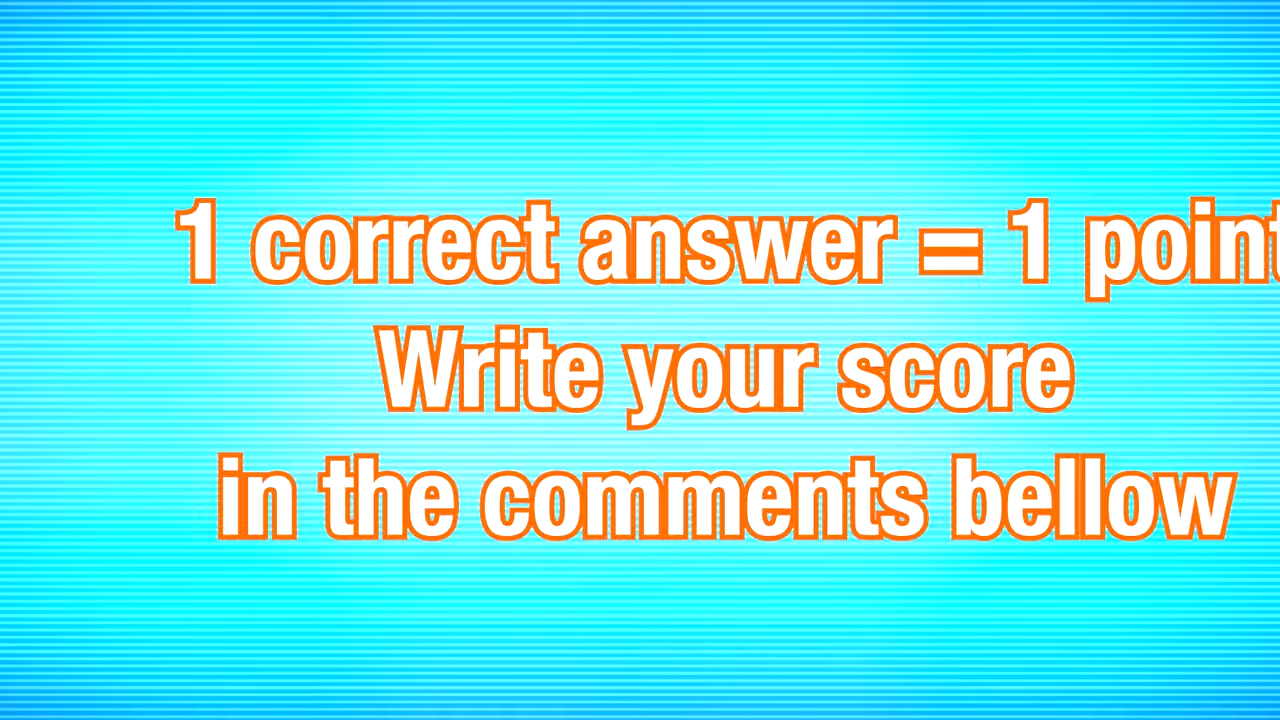 1 correct answer = 1 point
Write your score
in the comments bellow